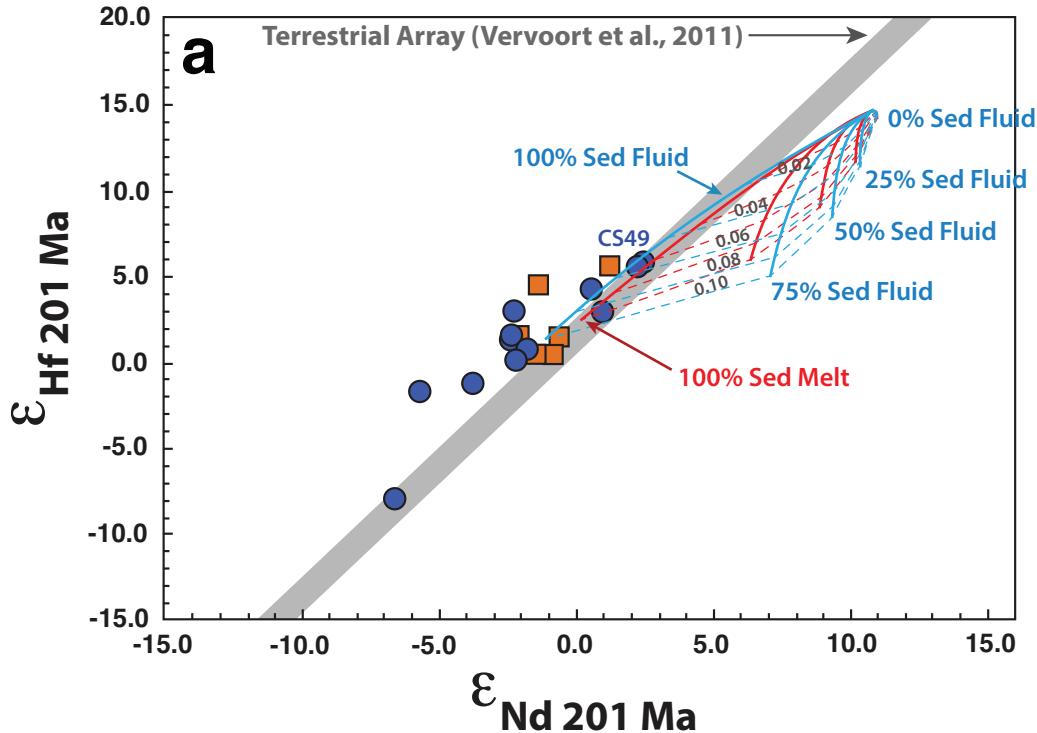 a
Terrestrial Array (Vervoort et al., 2011)
20.0
15.0
10.0
5.0
0.0
-5.0
-10.0
-15.0
εHf 201 Ma
0% Sed Fluid
100% Sed Fluid
0.02
25% Sed Fluid
0.04
50% Sed Fluid
CS49
0.06
0.08
0.10
75% Sed Fluid
100% Sed Melt
-15.0
-10.0
-5.0
0.0
5.0
10.0
15.0
εNd 201 Ma